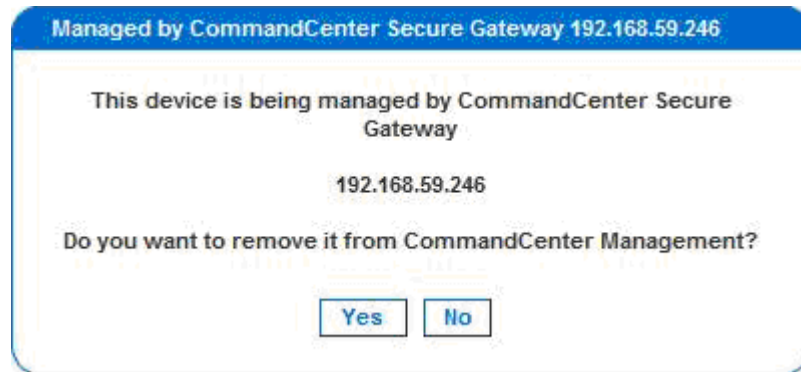 Managed by CommandCenter Secure Gateway 192.168.59.246
This device is being managed by CommandCenter Secure
Gateway
192.168.59.246
Do you want to remove it from CommandCenter Management?
Yes No